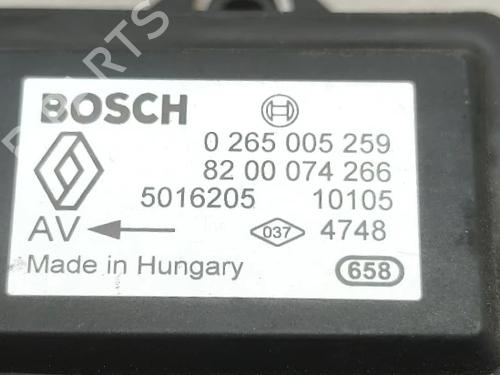 BOSCH
0 265 005 259
82 00 074 266
5016205 10105
AV 037 4748
Made in Hungary 658